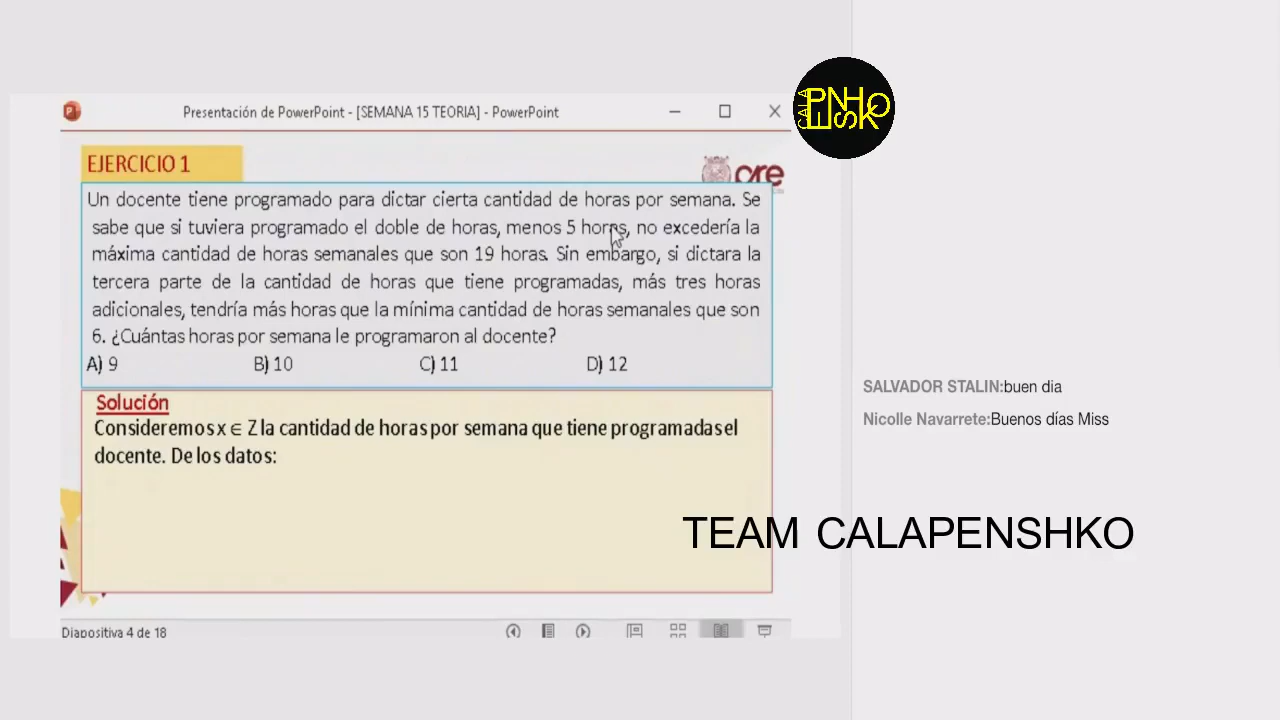 Presentación de PowerPoint - [SEMANA 15 TEORIA] - PowerPoint
CALA
PENHSKO
EJERCICIO 1
cre
Un docente tiene programado para dictar cierta cantidad de horas por semana. Se
sabe que si tuviera programado el doble de horas, menos 5 horas, no excedería la
máxima cantidad de horas semanales que son 19 horas. Sin embargo, si dictara la
tercera parte de la cantidad de horas que tiene programadas, más tres horas
adicionales, tendría más horas que la mínima cantidad de horas semanales que son
6. ¿Cuántas horas por semana le programaron al docente?
A) 9 B) 10 C) 11 D) 12
Solución
Consideremos x ∈ Z la cantidad de horas por semana que tiene programadas el
docente. De los datos:
SALVADOR STALIN:buen dia
Nicolle Navarrete:Buenos días Miss
TEAM CALAPENSHKO
Diapositiva 4 de 18